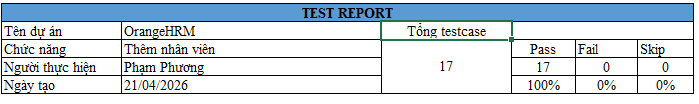 TEST REPORT
Tên dự án OrangeHRM Tổng testcase
Chức năng Thêm nhân viên 17 Pass Fail Skip
Người thực hiện Phạm Phương 17 0 0
Ngày tạo 21/04/2026 100% 0% 0%